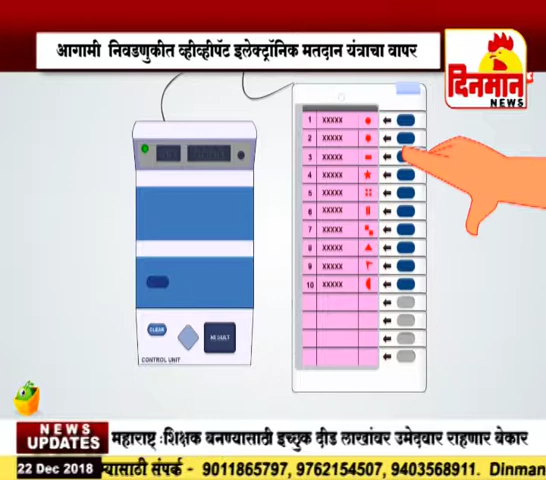 आगामी निवडणुकीत व्हीव्हीपॅट इलेक्ट्रॉनिक मतदान यंत्राचा वापर
दिनमान
NEWS
1 XXXXX
2 XXXXX
3 XXXXX
4 XXXXX
5 XXXXX
6 XXXXX
7 XXXXX
8 XXXXX
9 XXXXX
10 XXXXX
CLEAR
RESULT
CONTROL UNIT
NEWS
UPDATES
महाराष्ट्र :शिक्षक बनण्यासाठी इच्छुक दीड लाखांवर उमेदवार राहणार बेकार
22 Dec 2018
यासाठी संपर्क - 9011865797, 9762154507, 9403568911. Dinman